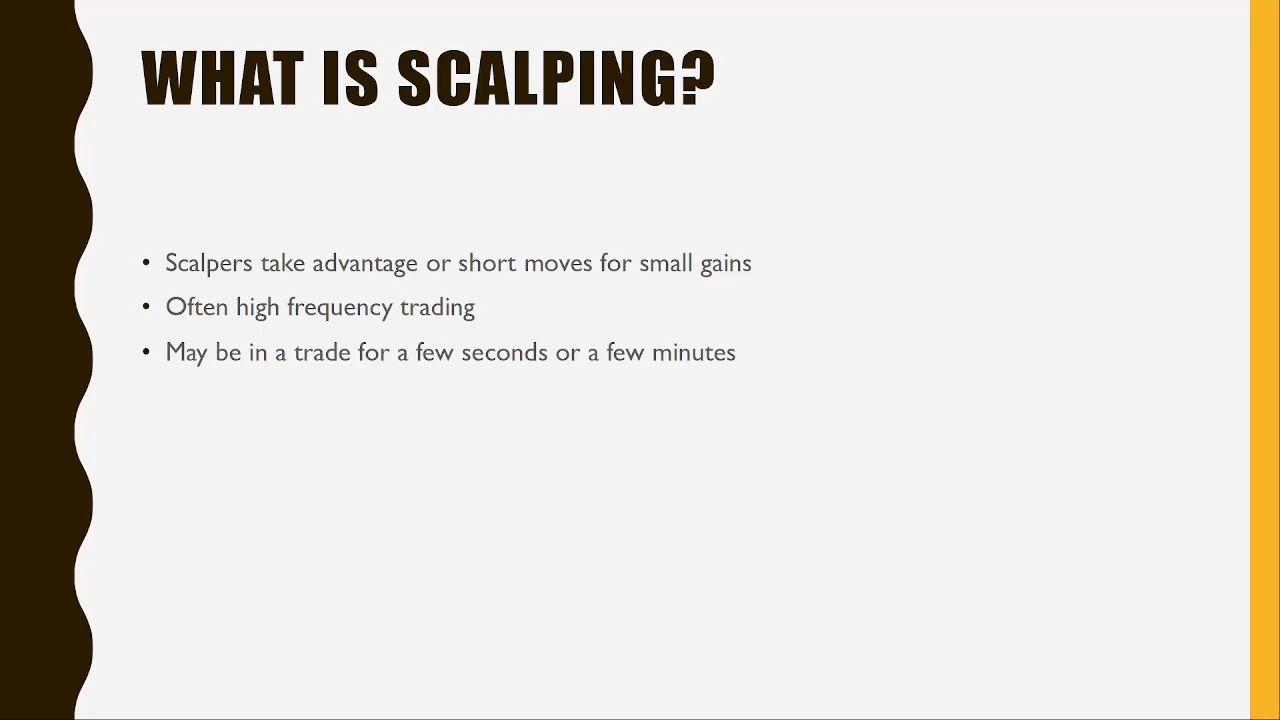 WHAT IS SCALPING?
• Scalpers take advantage or short moves for small gains
• Often high frequency trading
• May be in a trade for a few seconds or a few minutes